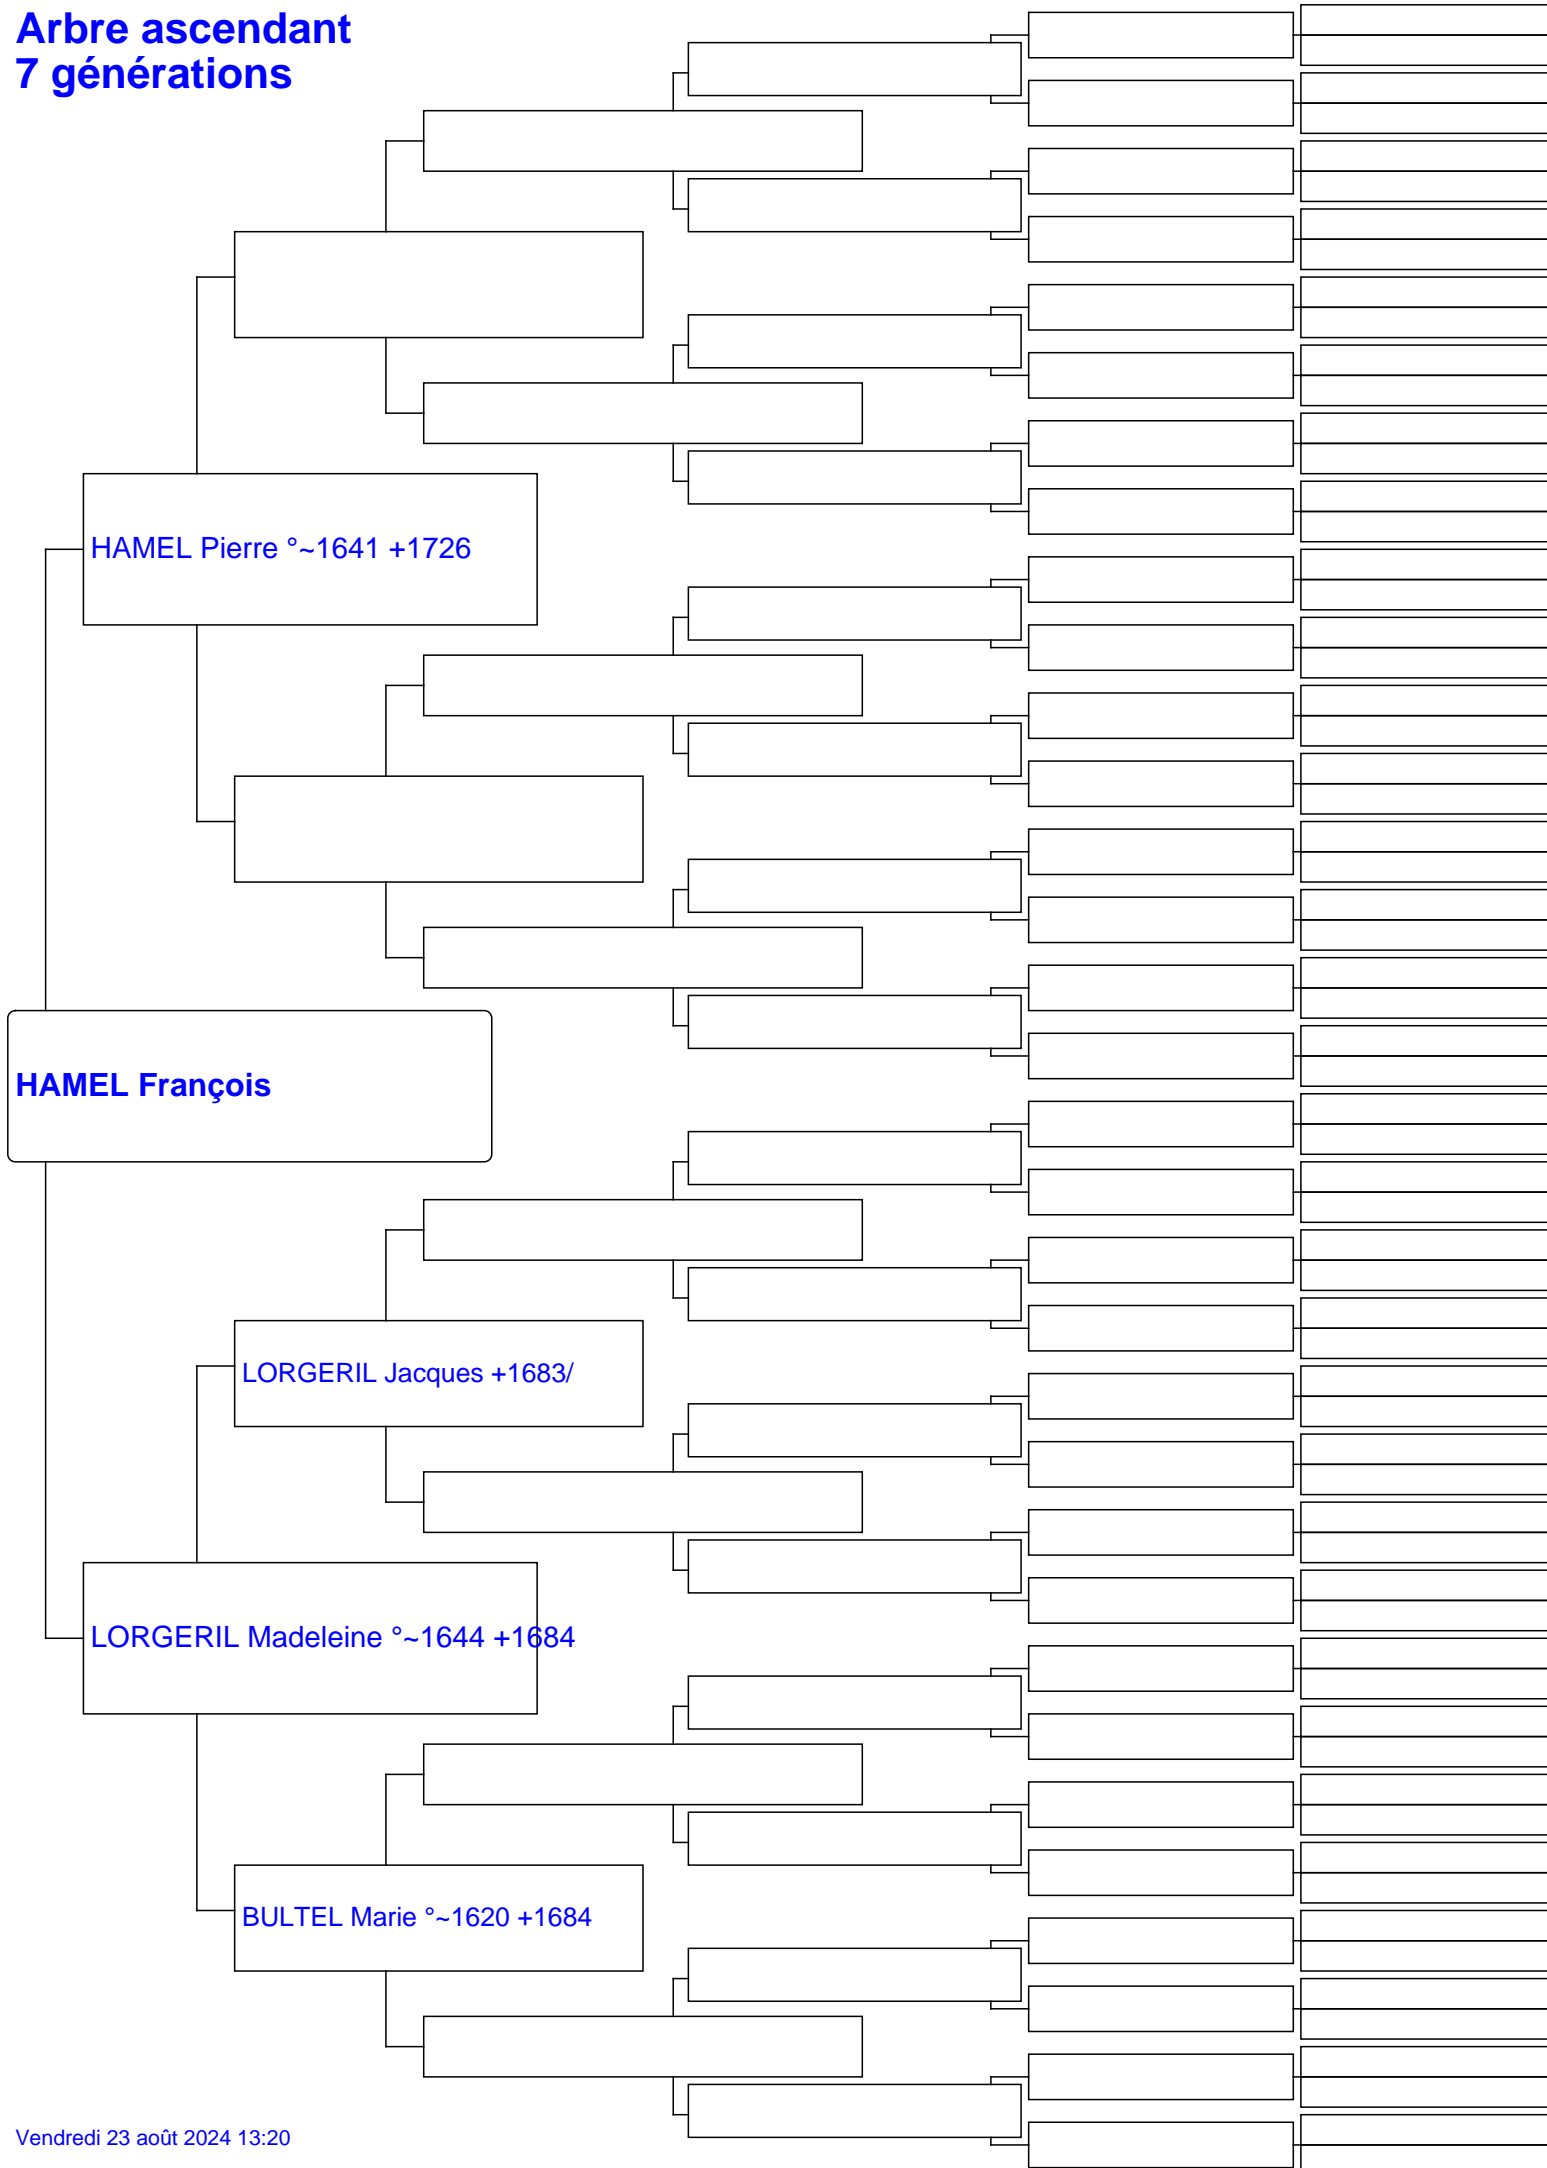 Arbre ascendant
7 générations
HAMEL Pierre °~1641 +1726
HAMEL François
LORGERIL Jacques +1683/
LORGERIL Madeleine °~1644 +1684
BULTEL Marie °~1620 +1684
Vendredi 23 août 2024 13:20